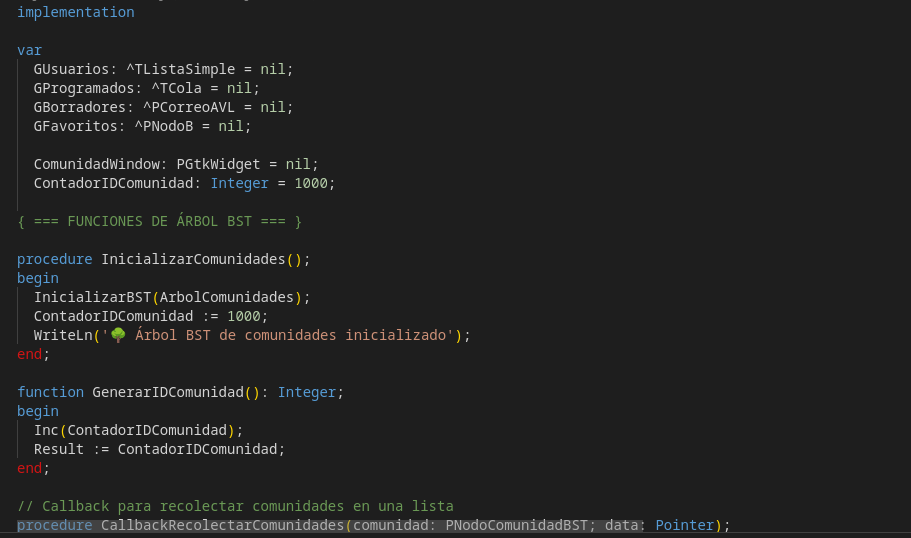 implementation
var
GUsuarios: ^TListaSimple = nil;
GProgramados: ^TCola = nil;
GBorradores: ^PCorreoAVL = nil;
GFavoritos: ^PNodoB = nil;
ComunidadWindow: PGtkWidget = nil;
ContadorIDComunidad: Integer = 1000;
{ === FUNCIONES DE ÁRBOL BST === }
procedure InicializarComunidades();
begin
InicializarBST(ArbolComunidades);
ContadorIDComunidad := 1000;
WriteLn('🌳 Árbol BST de comunidades inicializado');
end;
function GenerarIDComunidad(): Integer;
begin
Inc(ContadorIDComunidad);
Result := ContadorIDComunidad;
end;
// Callback para recolectar comunidades en una lista
procedure CallbackRecolectarComunidades(comunidad: PNodoComunidadBST; data: Pointer);